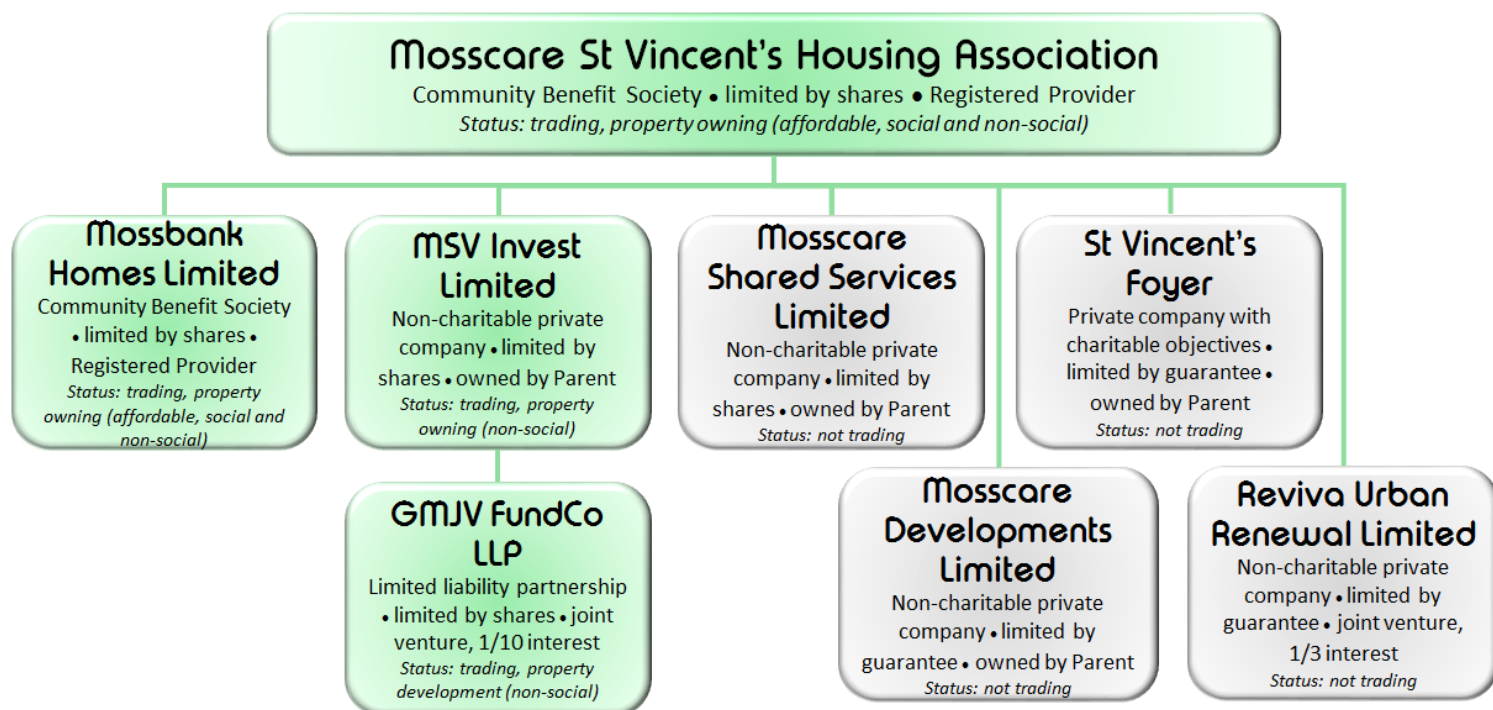 Mosscare St Vincent's Housing Association
Community Benefit Society • limited by shares • Registered Provider
Status: trading, property owning (affordable, social and non-social)
Mossbank
Homes Limited
Community Benefit Society
• limited by shares •
Registered Provider
Status: trading, property
owning (affordable, social and
non-social)
MSV Invest
Limited
Non-charitable private
company • limited by
shares • owned by Parent
Status: trading, property
owning (non-social)
Mosscare
Shared Services
Limited
Non-charitable private
company • limited by
shares • owned by Parent
Status: not trading
St Vincent's
Foyer
Private company with
charitable objectives •
limited by guarantee •
owned by Parent
Status: not trading
GMJV FundCo
LLP
Limited liability partnership
• limited by shares • joint
venture, 1/10 interest
Status: trading, property
development (non-social)
Mosscare
Developments
Limited
Non-charitable private
company • limited by
guarantee • owned by Parent
Status: not trading
Reviva Urban
Renewal Limited
Non-charitable private
company • limited by
guarantee • joint venture,
1/3 interest
Status: not trading